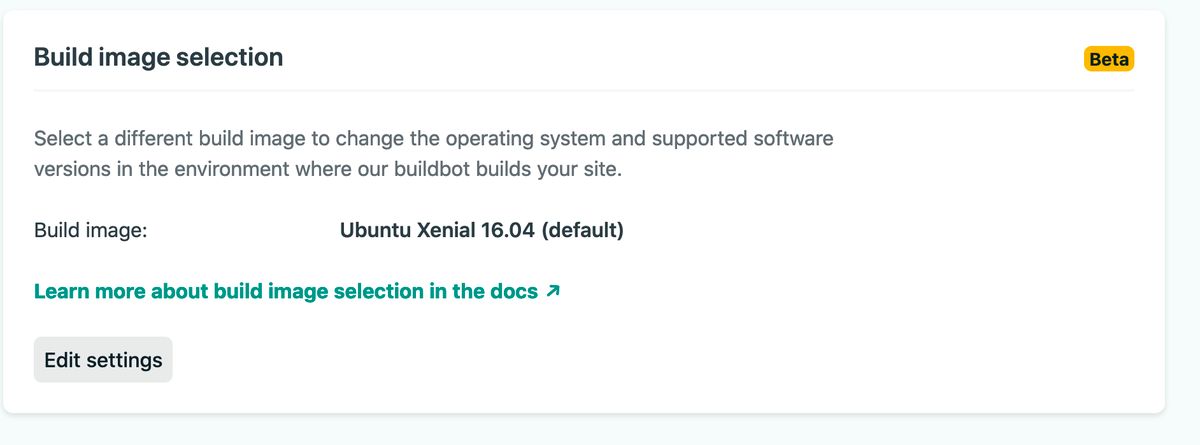 Build image selection
Beta
Select a different build image to change the operating system and supported software
versions in the environment where our buildbot builds your site.
Build image:
Ubuntu Xenial 16.04 (default)
Learn more about build image selection in the docs ↗
Edit settings